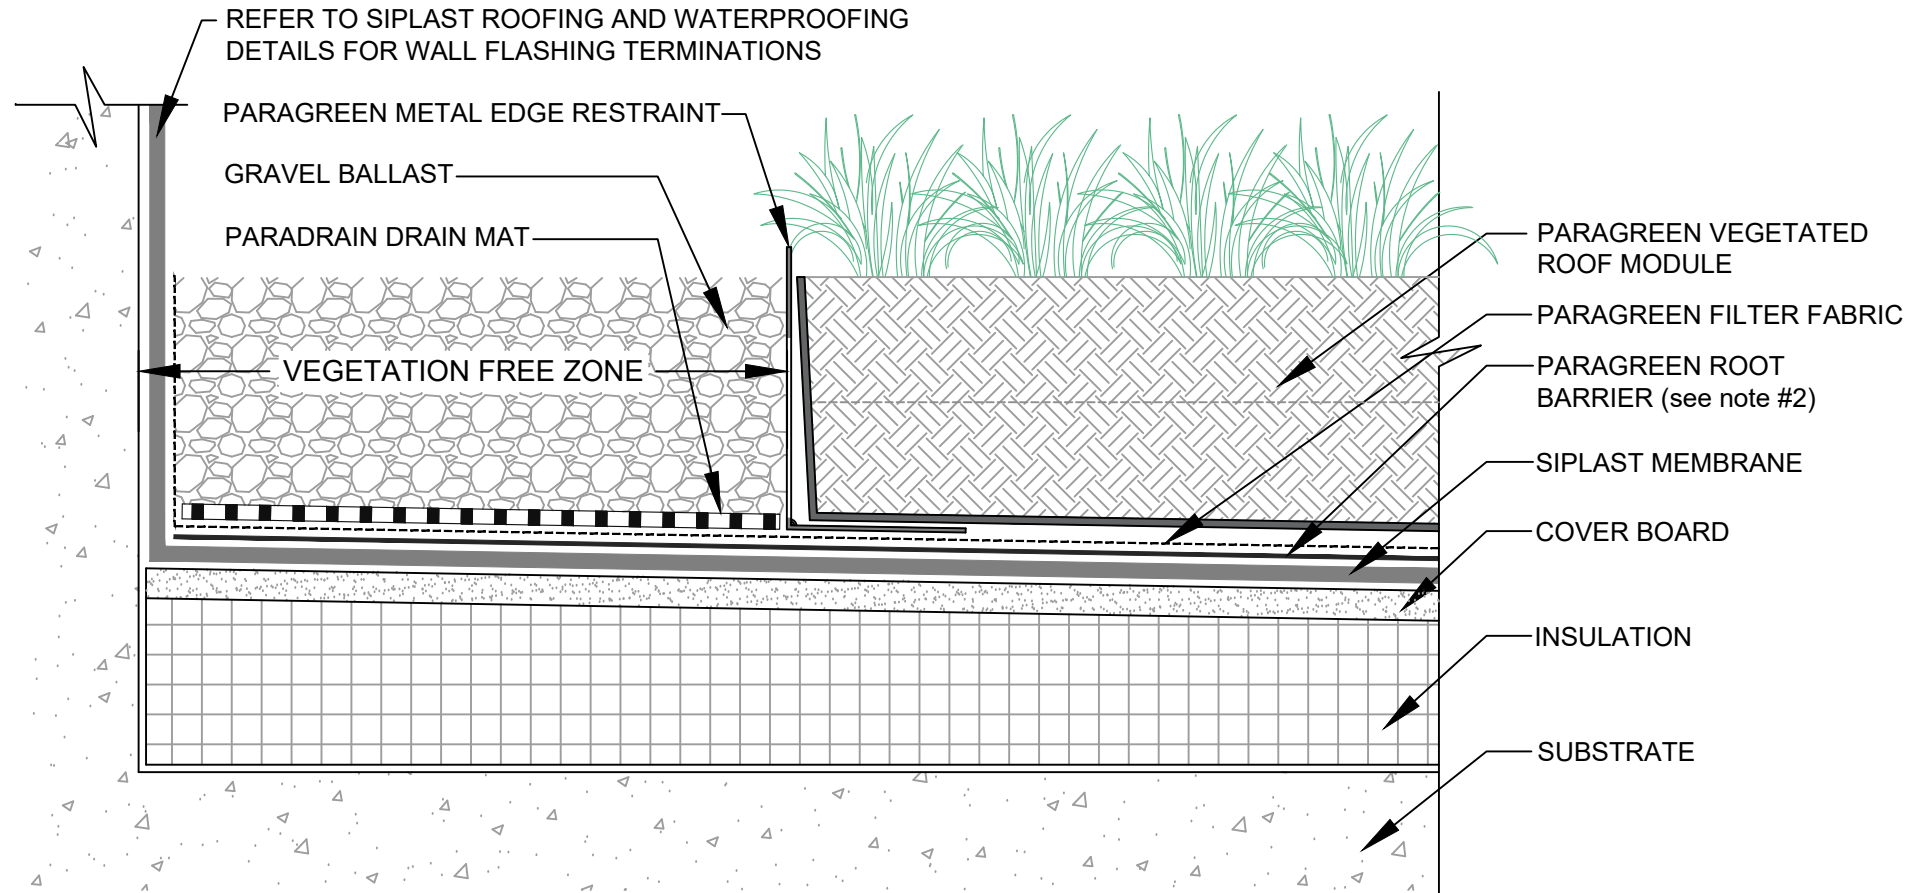 REFER TO SIPLAST ROOFING AND WATERPROOFING
DETAILS FOR WALL FLASHING TERMINATIONS
PARAGREEN METAL EDGE RESTRAINT
GRAVEL BALLAST
PARADRAIN DRAIN MAT
VEGETATION FREE ZONE
PARAGREEN VEGETATED
ROOF MODULE
PARAGREEN FILTER FABRIC
PARAGREEN ROOT
BARRIER (see note #2)
SIPLAST MEMBRANE
COVER BOARD
INSULATION
SUBSTRATE